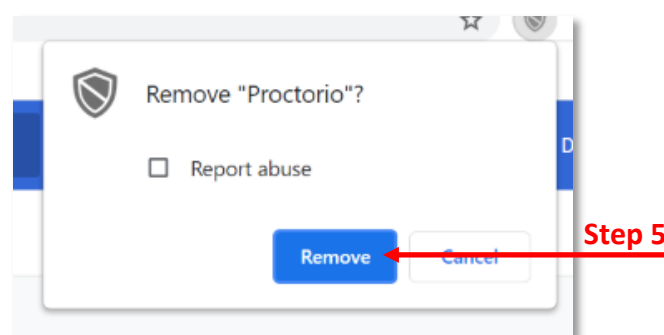 Remove "Proctorio"?
D
Report abuse
Step 5
Remove Cancel